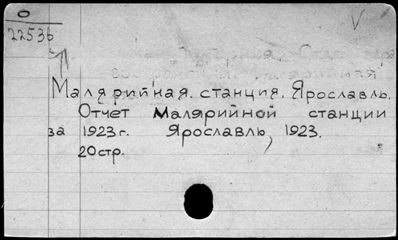 О
22536
V
Малярийная. станция. Ярославль.
Отчет Малярийной станции
за 1923 г. Ярославль, 1923.
20 стр.